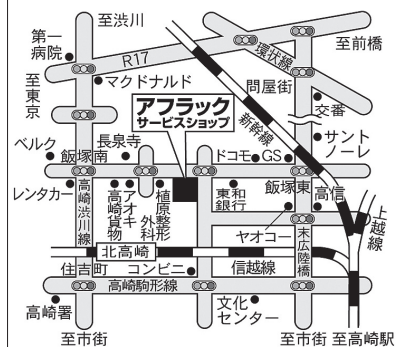 至渋川
第一
病院
R17
環状線
至前橋
至東京
マクドナルド
問屋街
交番
アフラック
サービスショップ
新幹線
サント
ノーレ
ベルク
飯塚南
長泉寺
ドコモ
GS
レンタカー
高崎渋川線
高崎貨物
アオキ
植原整形
外科
東和
銀行
飯塚東
高信
上越線
ヤオコー
末広陸橋
北高崎
住吉町
コンビニ
信越線
高崎駒形線
高崎署
文化
センター
至市街
至市街
至高崎駅